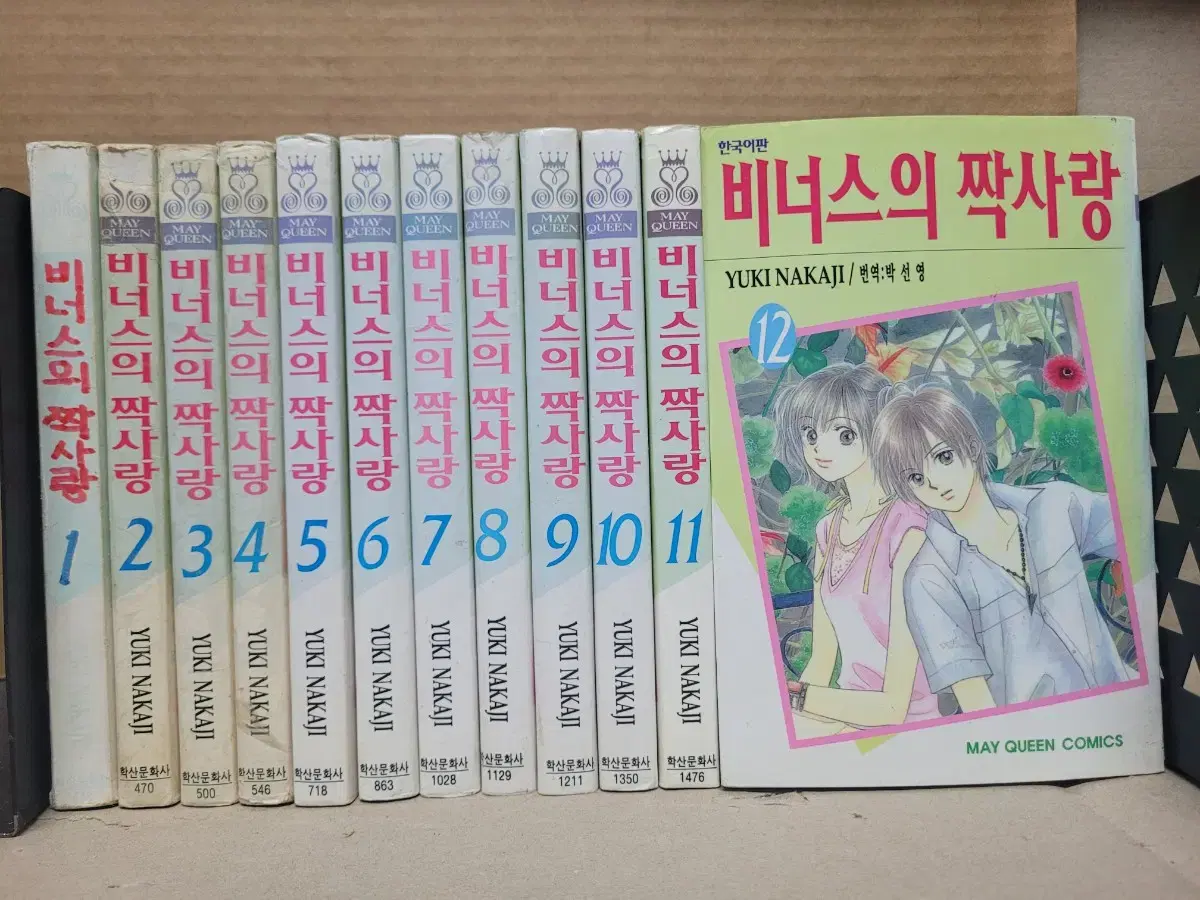 비너스의 짝사랑
1
MAY
QUEEN
비너스의 짝사랑
2
YUKI NAKAJI
학산문화사
470
MAY
QUEEN
비너스의 짝사랑
3
YUKI NAKAJI
학산문화사
500
MAY
QUEEN
비너스의 짝사랑
4
YUKI NAKAJI
학산문화사
546
MAY
QUEEN
비너스의 짝사랑
5
YUKI NAKAJI
학산문화사
718
MAY
QUEEN
비너스의 짝사랑
6
YUKI NAKAJI
학산문화사
863
MAY
QUEEN
비너스의 짝사랑
7
YUKI NAKAJI
학산문화사
1028
MAY
QUEEN
비너스의 짝사랑
8
YUKI NAKAJI
학산문화사
1129
MAY
QUEEN
비너스의 짝사랑
9
YUKI NAKAJI
학산문화사
1211
MAY
QUEEN
비너스의 짝사랑
10
YUKI NAKAJI
학산문화사
1350
MAY
QUEEN
비너스의 짝사랑
11
YUKI NAKAJI
학산문화사
1476
한국어판
비너스의 짝사랑
YUKI NAKAJI / 번역:박 선 영
12
MAY QUEEN COMICS